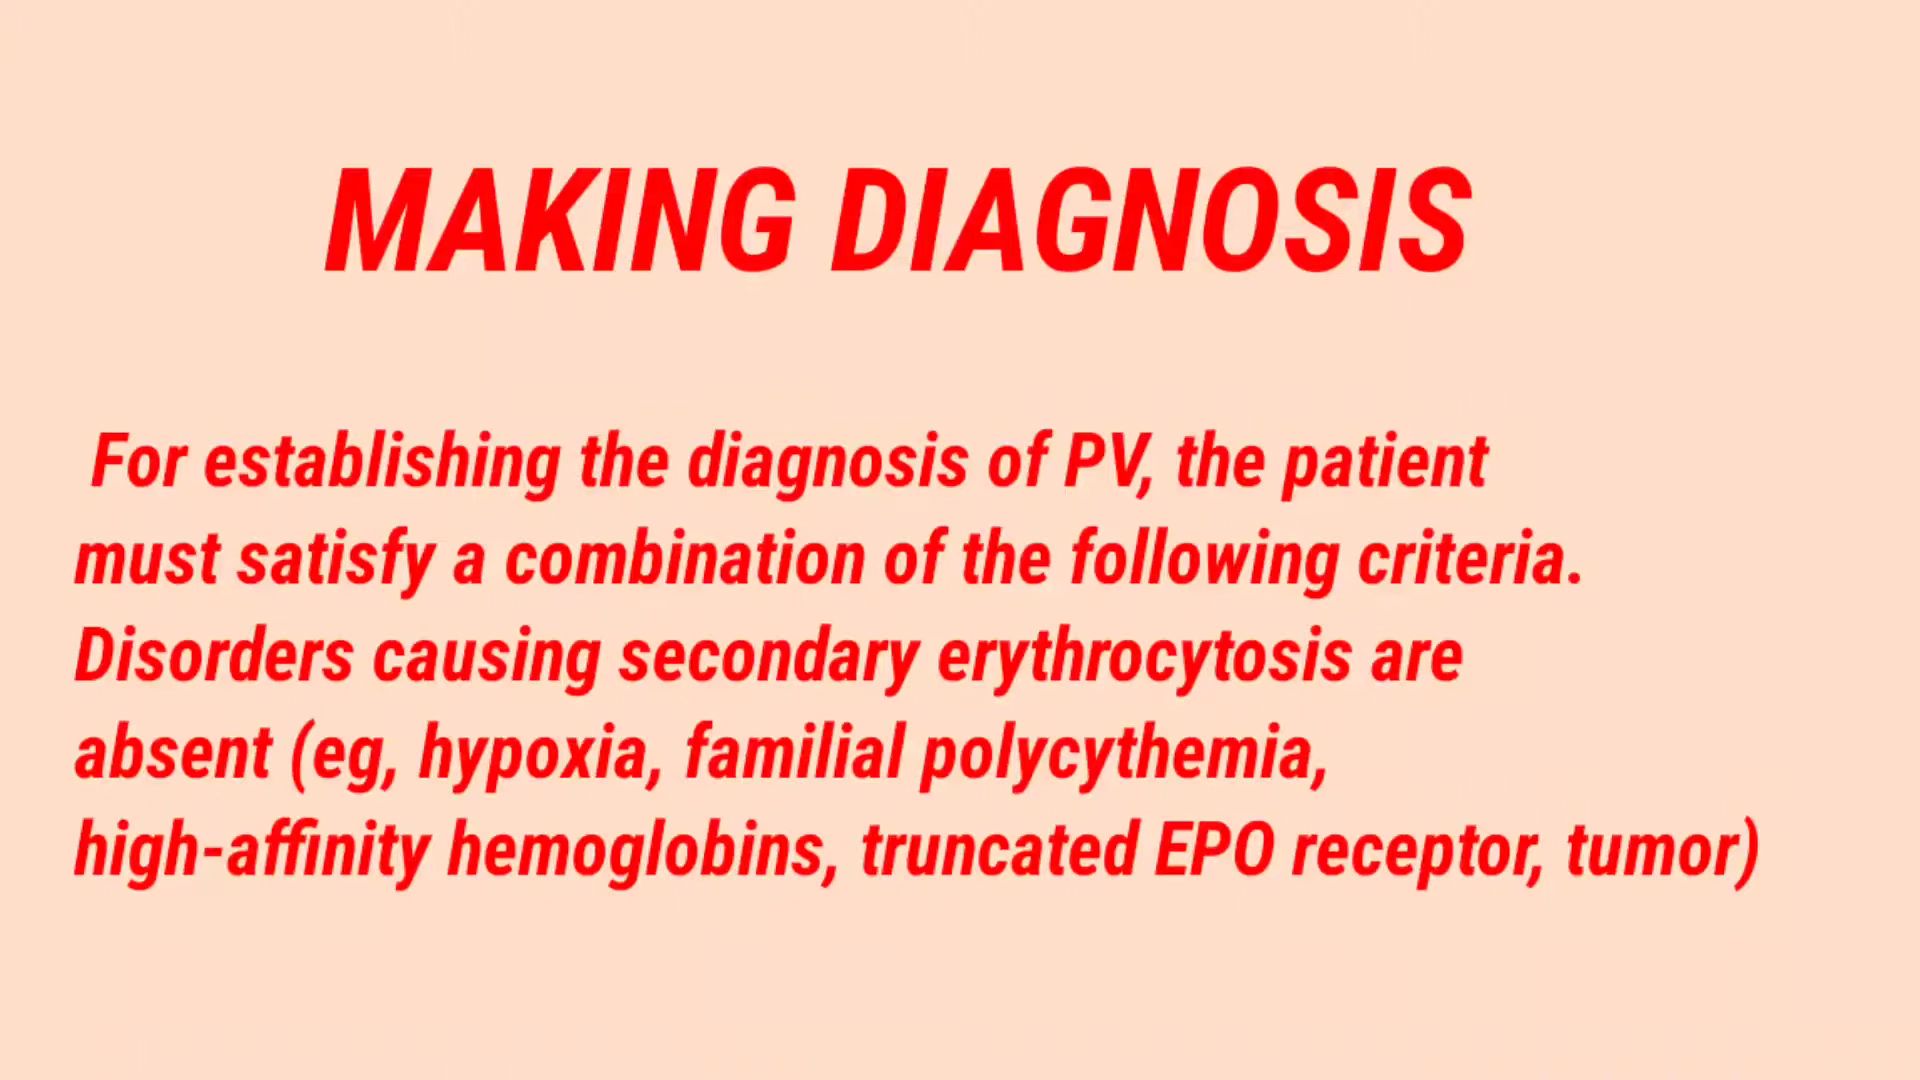 MAKING DIAGNOSIS
For establishing the diagnosis of PV, the patient
must satisfy a combination of the following criteria.
Disorders causing secondary erythrocytosis are
absent (eg, hypoxia, familial polycythemia,
high-affinity hemoglobins, truncated EPO receptor, tumor)